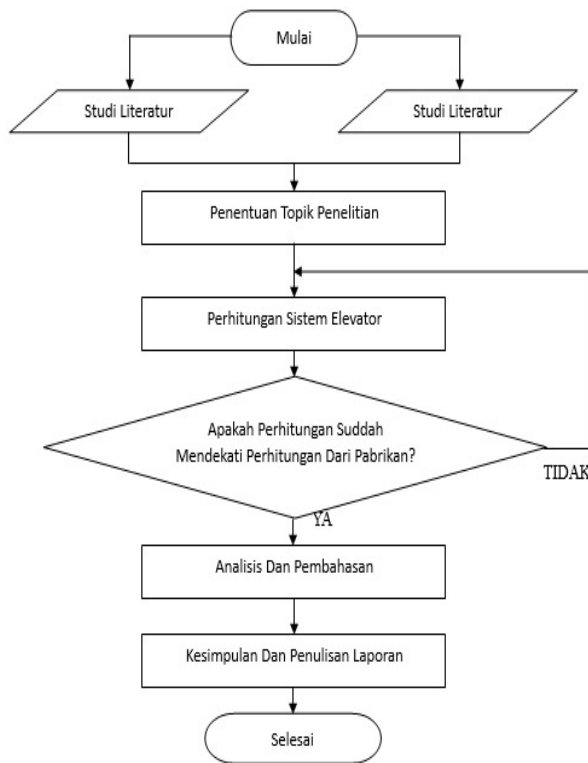 Mulai
Studi Literatur
Studi Literatur
Penentuan Topik Penelitian
Perhitungan Sistem Elevator
Apakah Perhitungan Suddah
Mendekati Perhitungan Dari Pabrikan?
TIDAK
YA
Analisis Dan Pembahasan
Kesimpulan Dan Penulisan Laporan
Selesai